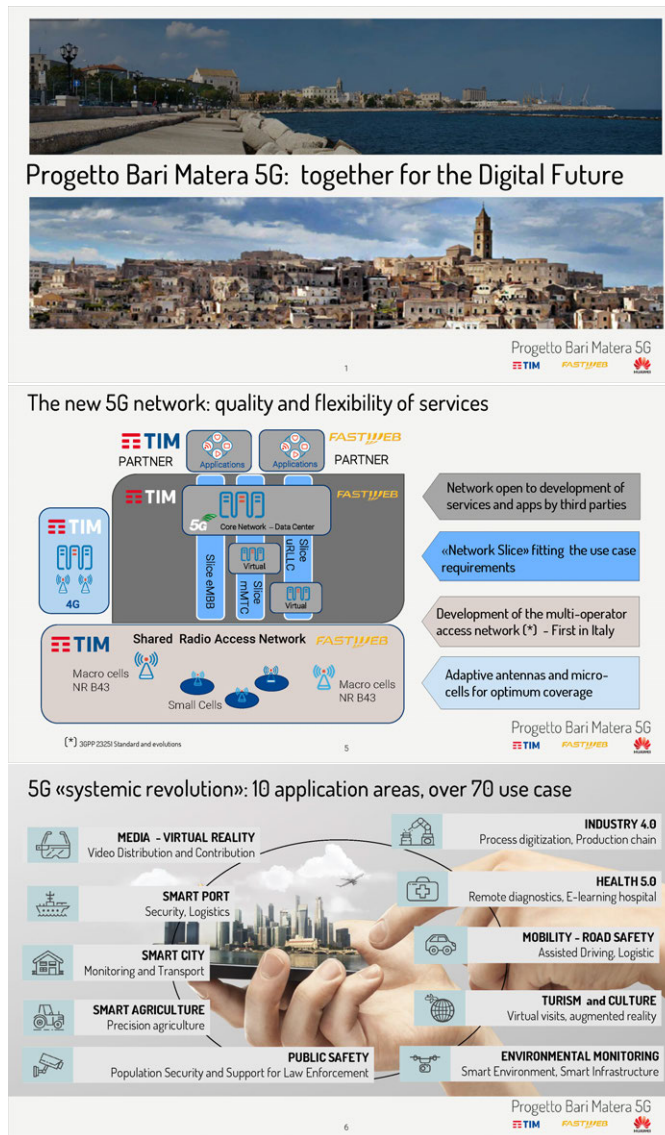 Progetto Bari Matera 5G: together for the Digital Future
1
Progetto Bari Matera 5G
TIM FASTWEB HUAWEI
The new 5G network: quality and flexibility of services
TIM
PARTNER
Applications
Applications
FASTWEB
PARTNER
TIM
FASTWEB
5G
Core Network – Data Center
TIM
4G
Slice eMBB
Slice mMTC
Slice uRLLC
Virtual
Virtual
TIM
Shared Radio Access Network
FASTWEB
Macro cells
NR B43
Small Cells
Macro cells
NR B43
Network open to development of
services and apps by third parties
«Network Slice» fitting the use case
requirements
Development of the multi-operator
access network (*) - First in Italy
Adaptive antennas and micro-
cells for optimum coverage
(*) 3GPP 23251 Standard and evolutions
5
Progetto Bari Matera 5G
TIM FASTWEB HUAWEI
5G «systemic revolution»: 10 application areas, over 70 use case
MEDIA - VIRTUAL REALITY
Video Distribution and Contribution
SMART PORT
Security, Logistics
SMART CITY
Monitoring and Transport
SMART AGRICULTURE
Precision agriculture
PUBLIC SAFETY
Population Security and Support for Law Enforcement
INDUSTRY 4.0
Process digitization, Production chain
HEALTH 5.0
Remote diagnostics, E-learning hospital
MOBILITY - ROAD SAFETY
Assisted Driving, Logistic
TURISM and CULTURE
Virtual visits, augmented reality
ENVIRONMENTAL MONITORING
Smart Environment, Smart Infrastructure
6
Progetto Bari Matera 5G
TIM FASTWEB HUAWEI